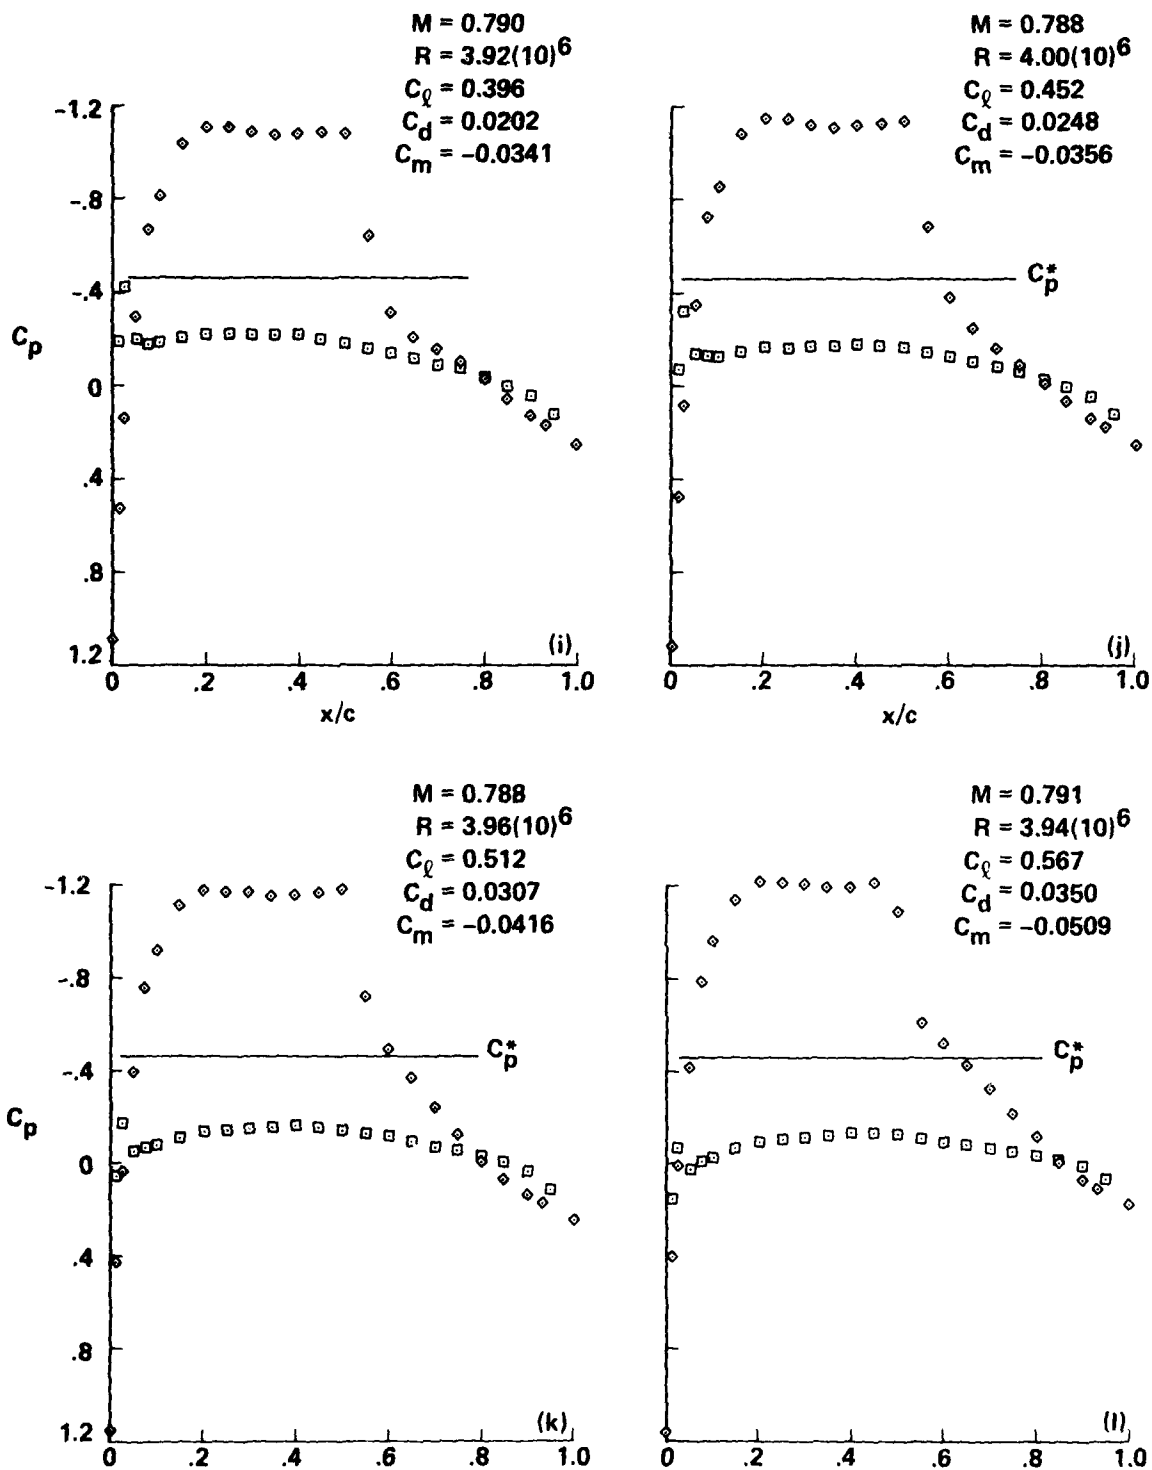 M = 0.790
R = 3.92(10)⁶
Cℓ = 0.396
Cd = 0.0202
Cm = -0.0341
-1.2
-.8
-.4
0
.4
.8
1.2
Cp
(i)
0 .2 .4 .6 .8 1.0
x/c
M = 0.788
R = 4.00(10)⁶
Cℓ = 0.452
Cd = 0.0248
Cm = -0.0356
Cp*
(j)
0 .2 .4 .6 .8 1.0
x/c
M = 0.788
R = 3.96(10)⁶
Cℓ = 0.512
Cd = 0.0307
Cm = -0.0416
-1.2
-.8
-.4
0
.4
.8
1.2
Cp
Cp*
(k)
0 .2 .4 .6 .8 1.0
M = 0.791
R = 3.94(10)⁶
Cℓ = 0.567
Cd = 0.0350
Cm = -0.0509
Cp*
(l)
0 .2 .4 .6 .8 1.0